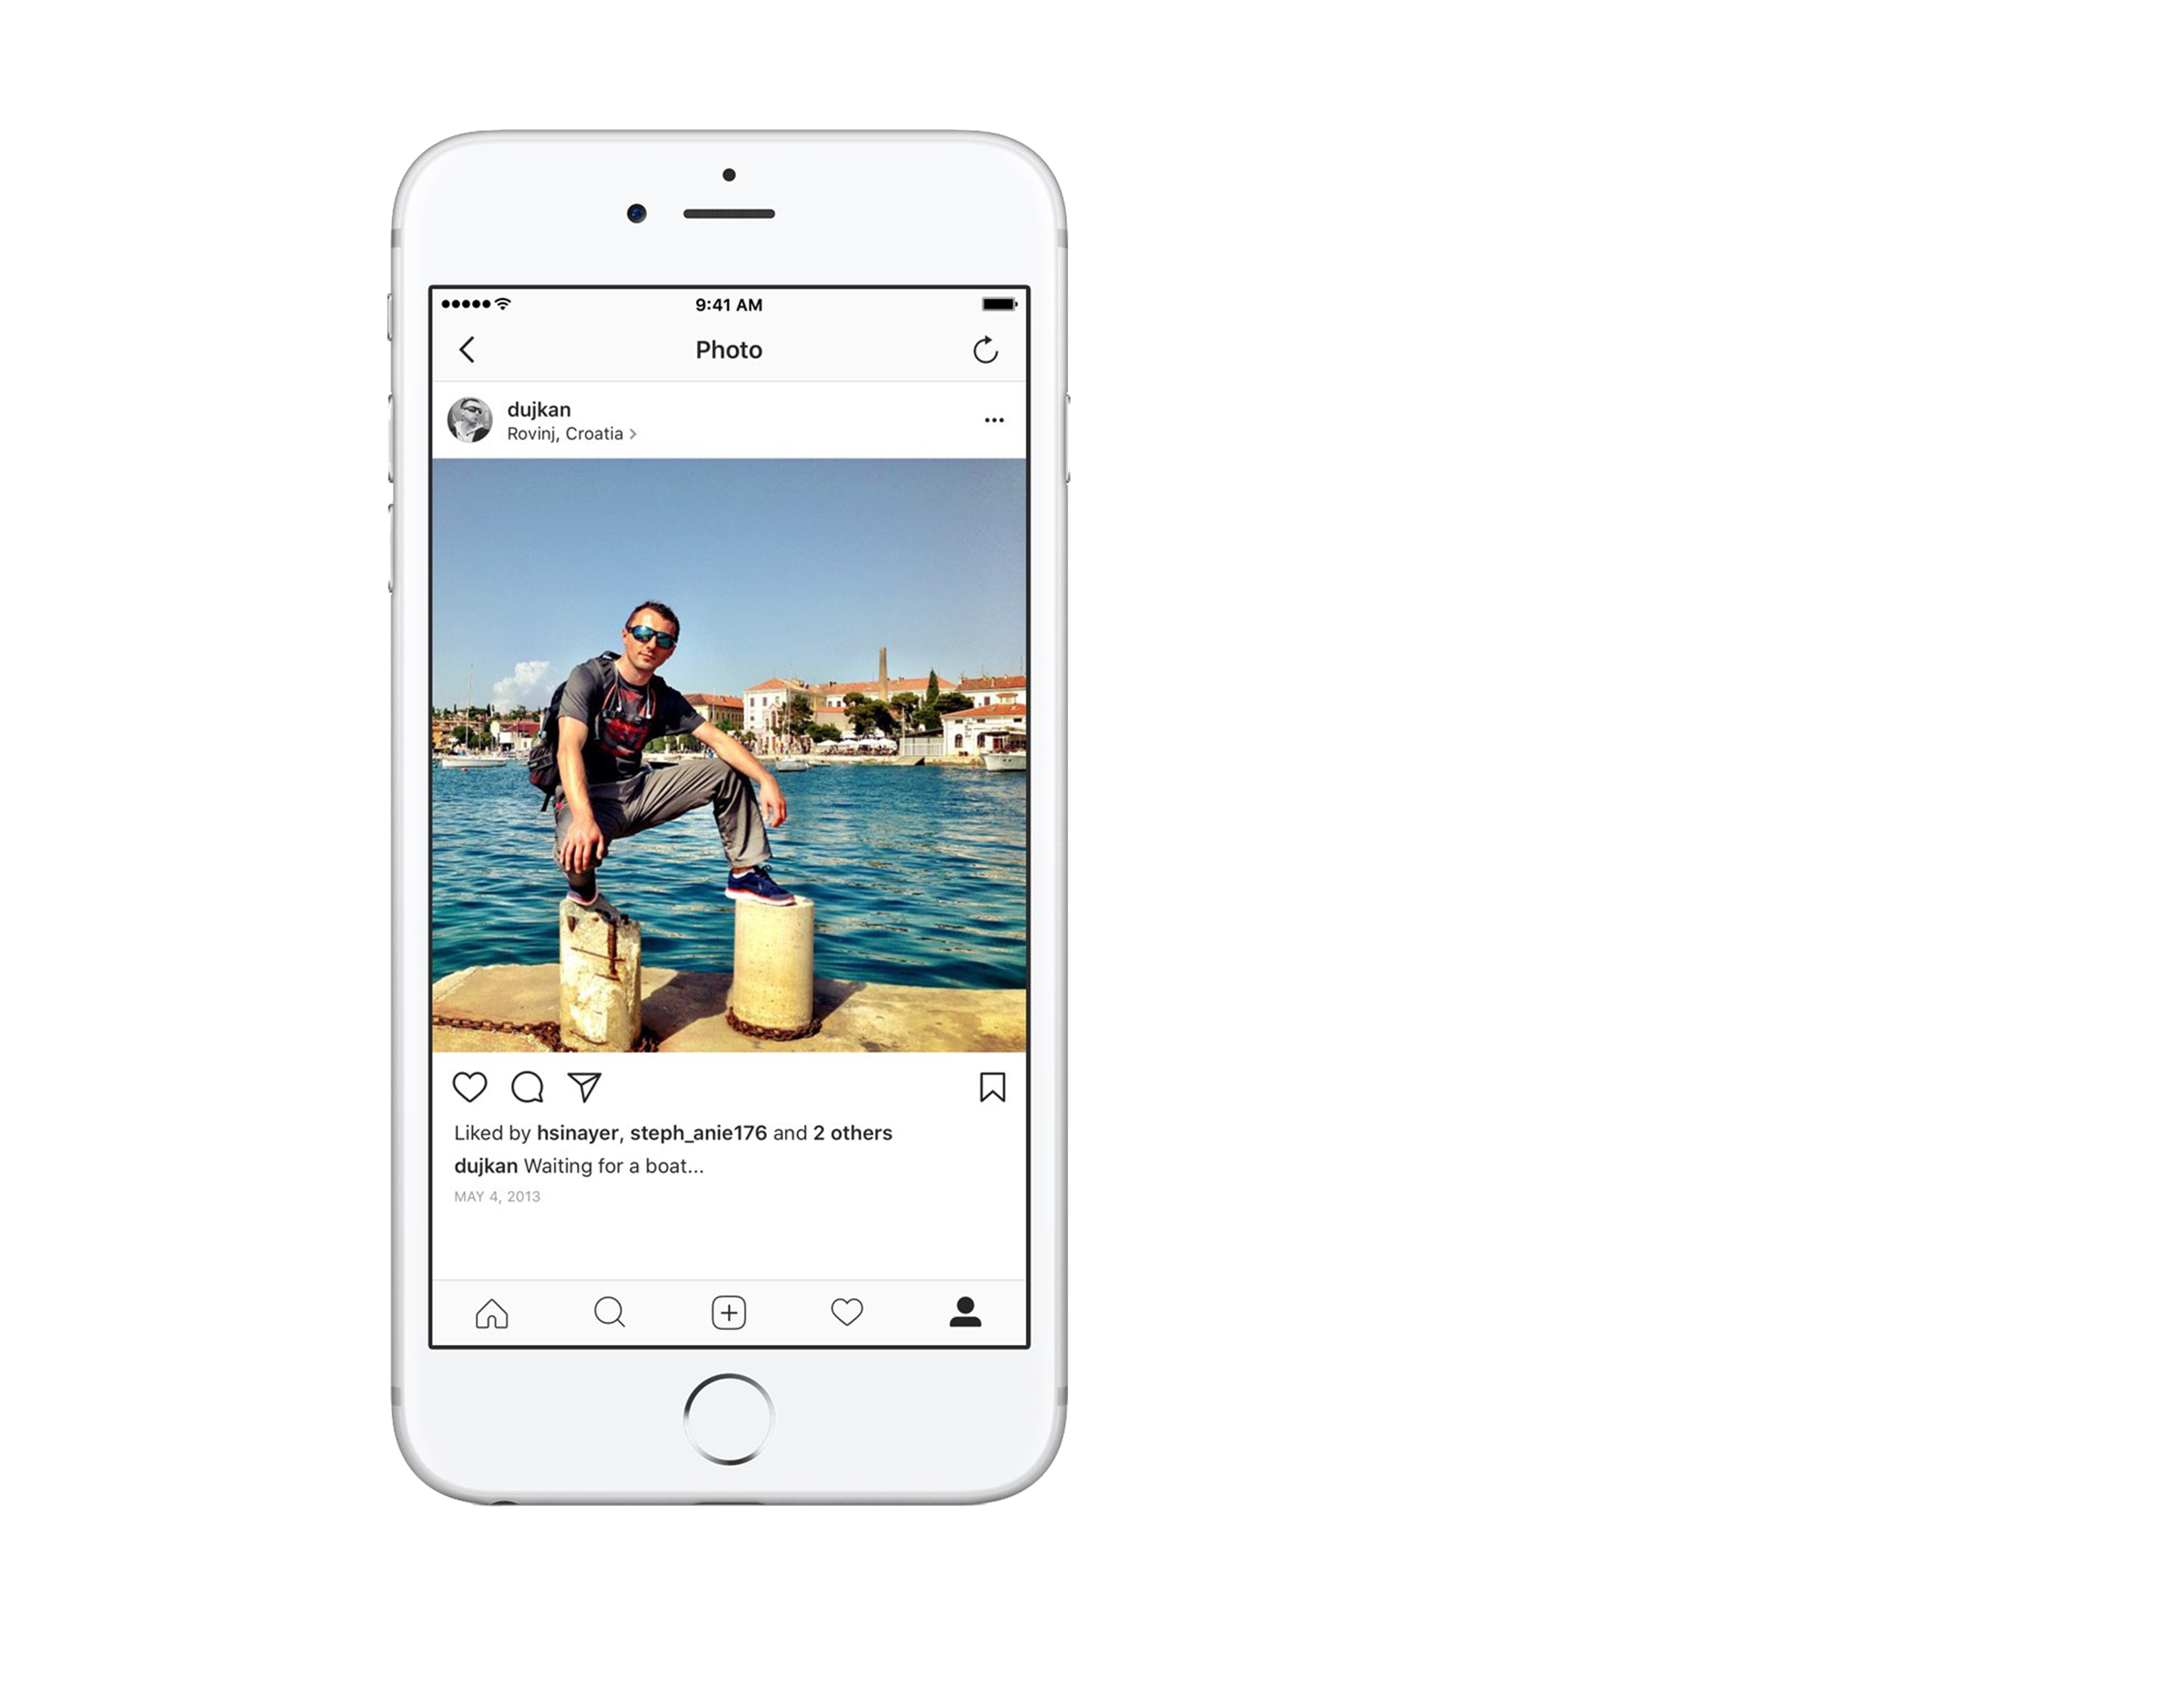 9:41 AM
Photo
dujkan
Rovinj, Croatia >
Liked by hsinayer, steph_anie176 and 2 others
dujkan Waiting for a boat...
MAY 4, 2013